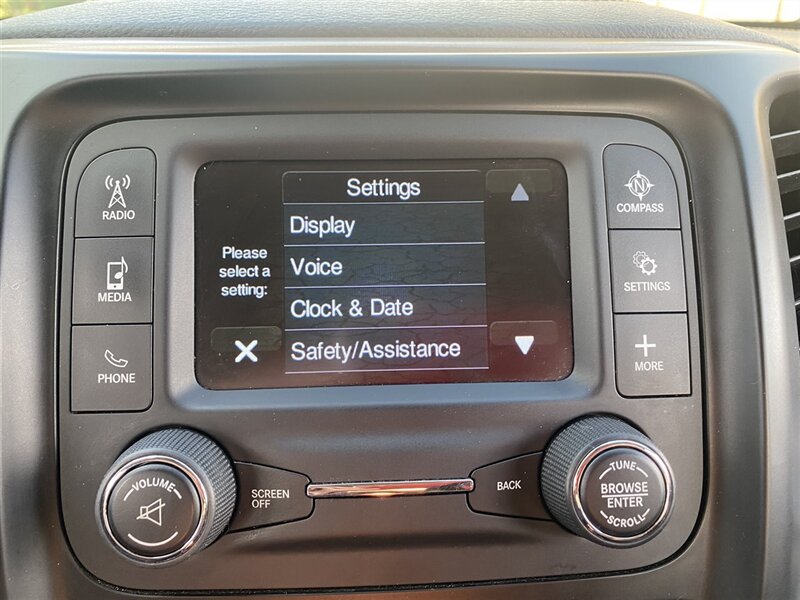 RADIO
MEDIA
PHONE
Please
select a
setting:
Settings
Display
Voice
Clock & Date
Safety/Assistance
N
COMPASS
SETTINGS
MORE
VOLUME
SCREEN
OFF
BACK
TUNE
BROWSE
ENTER
SCROLL